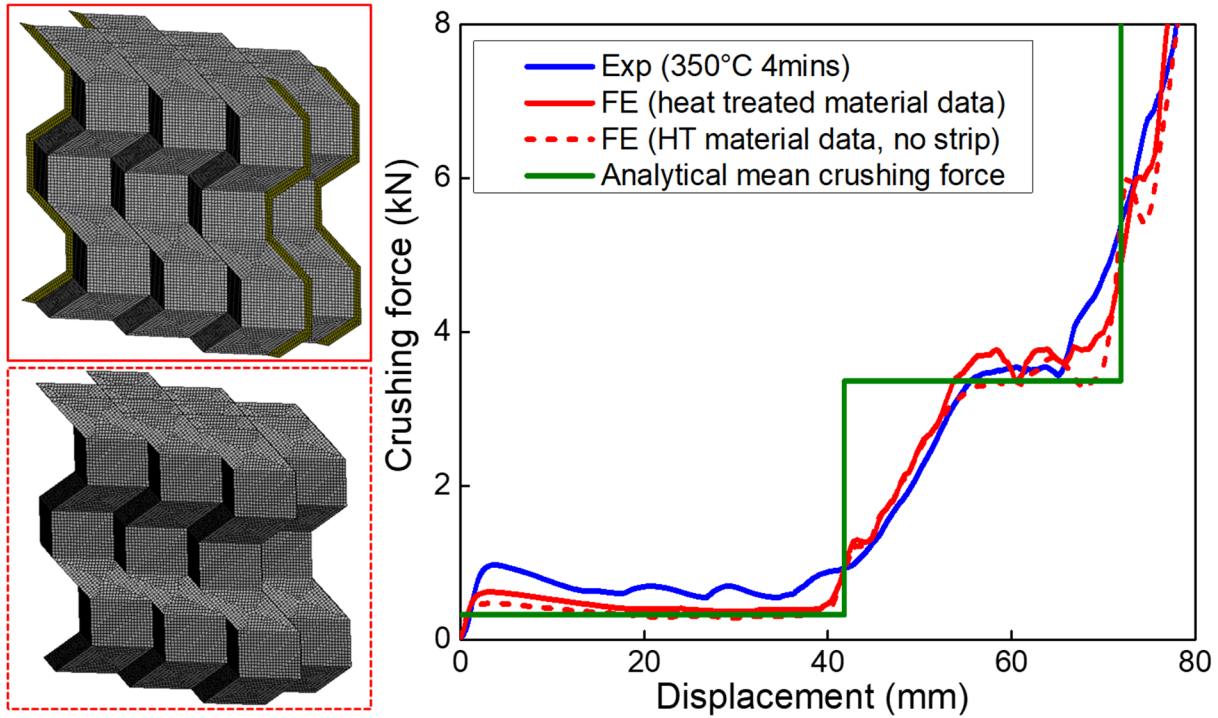 8
6
4
2
0
Crushing force (kN)
Exp (350°C 4mins)
FE (heat treated material data)
FE (HT material data, no strip)
Analytical mean crushing force
0 20 40 60 80
Displacement (mm)